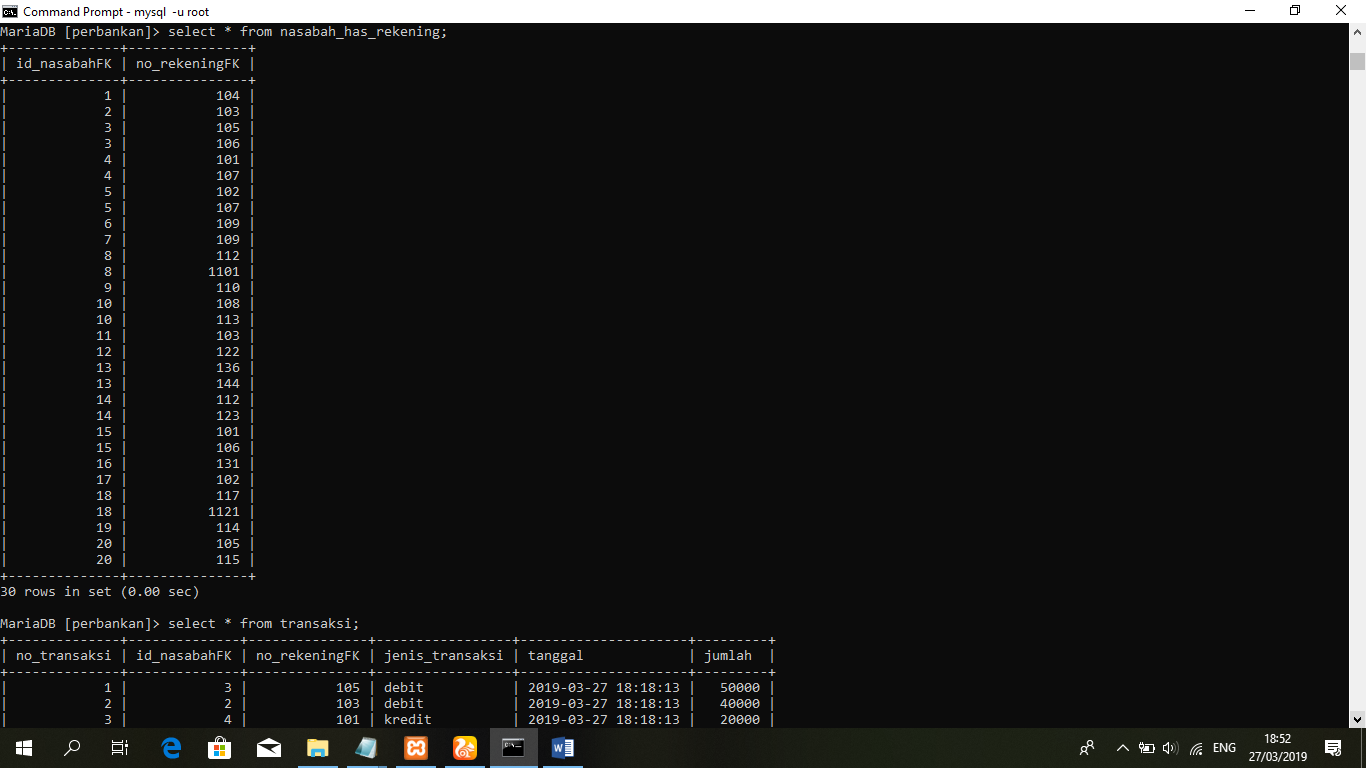 Command Prompt - mysql  -u root
MariaDB [perbankan]> select * from nasabah_has_rekening;
+--------------+---------------+
| id_nasabahFK | no_rekeningFK |
+--------------+---------------+
|            1 |           104 |
|            2 |           103 |
|            3 |           105 |
|            3 |           106 |
|            4 |           101 |
|            4 |           107 |
|            5 |           102 |
|            5 |           107 |
|            6 |           109 |
|            7 |           109 |
|            8 |           112 |
|            8 |          1101 |
|            9 |           110 |
|           10 |           108 |
|           10 |           113 |
|           11 |           103 |
|           12 |           122 |
|           13 |           136 |
|           13 |           144 |
|           14 |           112 |
|           14 |           123 |
|           15 |           101 |
|           15 |           106 |
|           16 |           131 |
|           17 |           102 |
|           18 |           117 |
|           18 |          1121 |
|           19 |           114 |
|           20 |           105 |
|           20 |           115 |
+--------------+---------------+
30 rows in set (0.00 sec)
MariaDB [perbankan]> select * from transaksi;
+--------------+--------------+---------------+-----------------+---------------------+---------+
| no_transaksi | id_nasabahFK | no_rekeningFK | jenis_transaksi | tanggal             | jumlah  |
+--------------+--------------+---------------+-----------------+---------------------+---------+
|            1 |            3 |           105 | debit           | 2019-03-27 18:18:13 |   50000 |
|            2 |            2 |           103 | debit           | 2019-03-27 18:18:13 |   40000 |
|            3 |            4 |           101 | kredit          | 2019-03-27 18:18:13 |   20000 |
ENG
18:52
27/03/2019